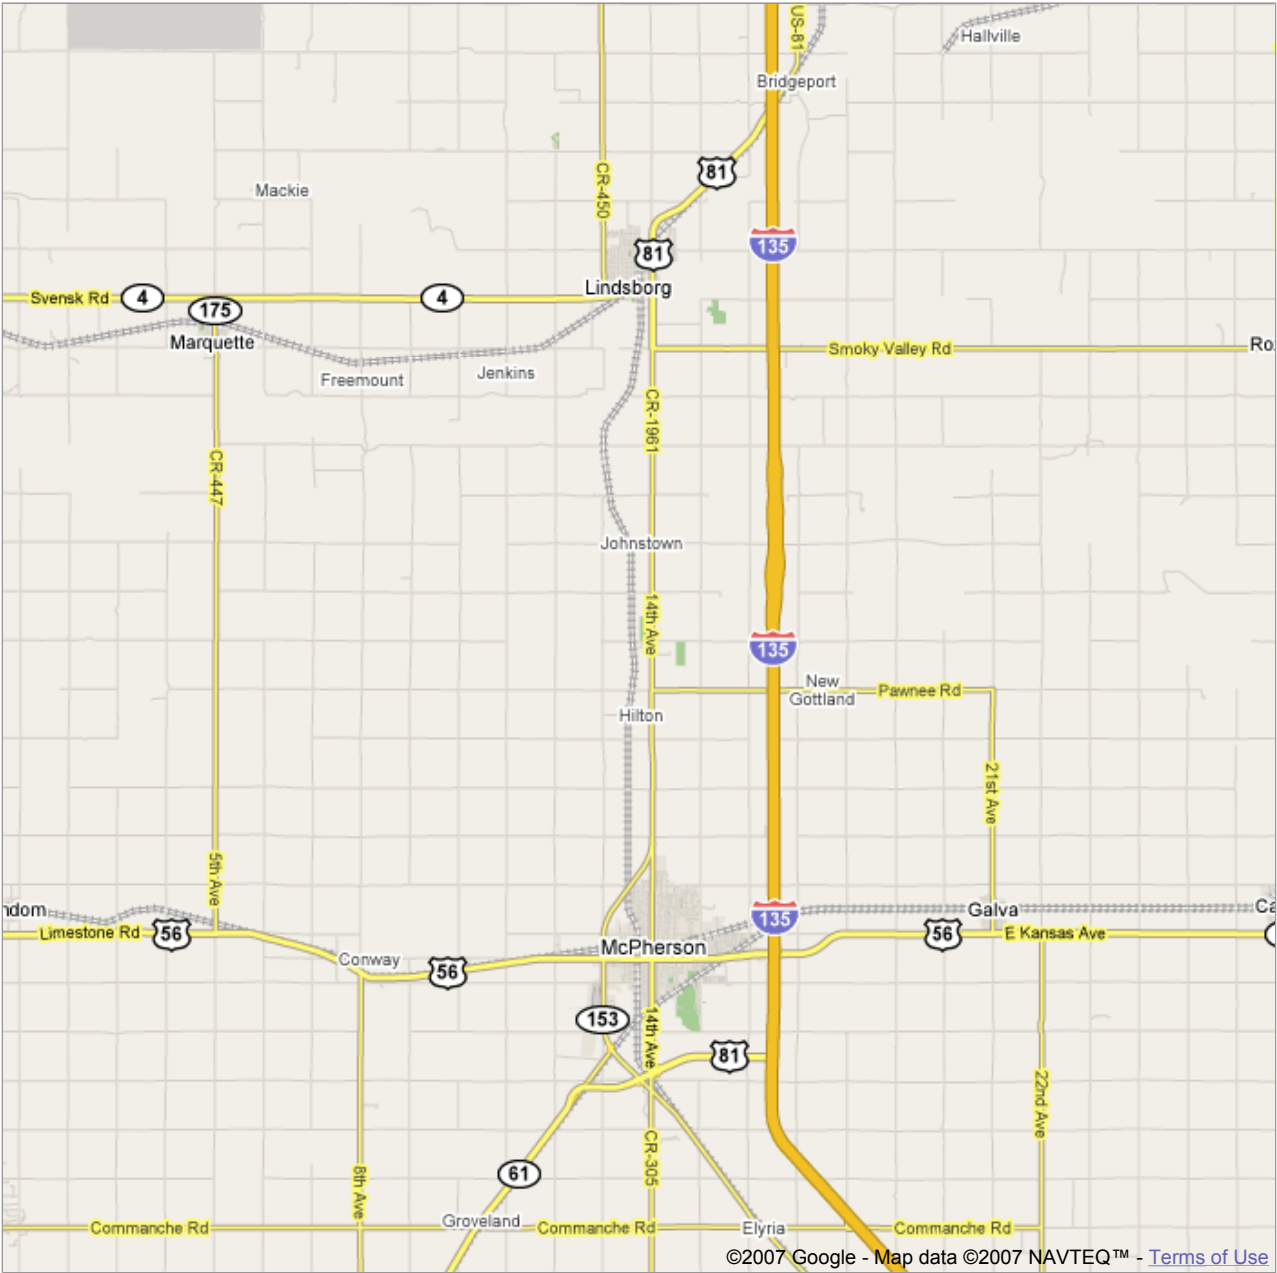 Hallville
US-81
Bridgeport
81
CR-450
Mackie
81
135
Lindsborg
Svensk Rd
4
4
175
Marquette
Smoky Valley Rd
Ro
Freemount
Jenkins
CR-1961
CR-447
Johnstown
14th Ave
135
New
Gottland
Pawnee Rd
Hilton
21st Ave
5th Ave
ndom
Limestone Rd
56
135
Galva
Ca
56
E Kansas Ave
McPherson
Conway
56
153
14th Ave
81
22nd Ave
CR-305
8th Ave
61
Commanche Rd
Groveland
Commanche Rd
Elyria
Commanche Rd
©2007 Google - Map data ©2007 NAVTEQ™ - Terms of Use